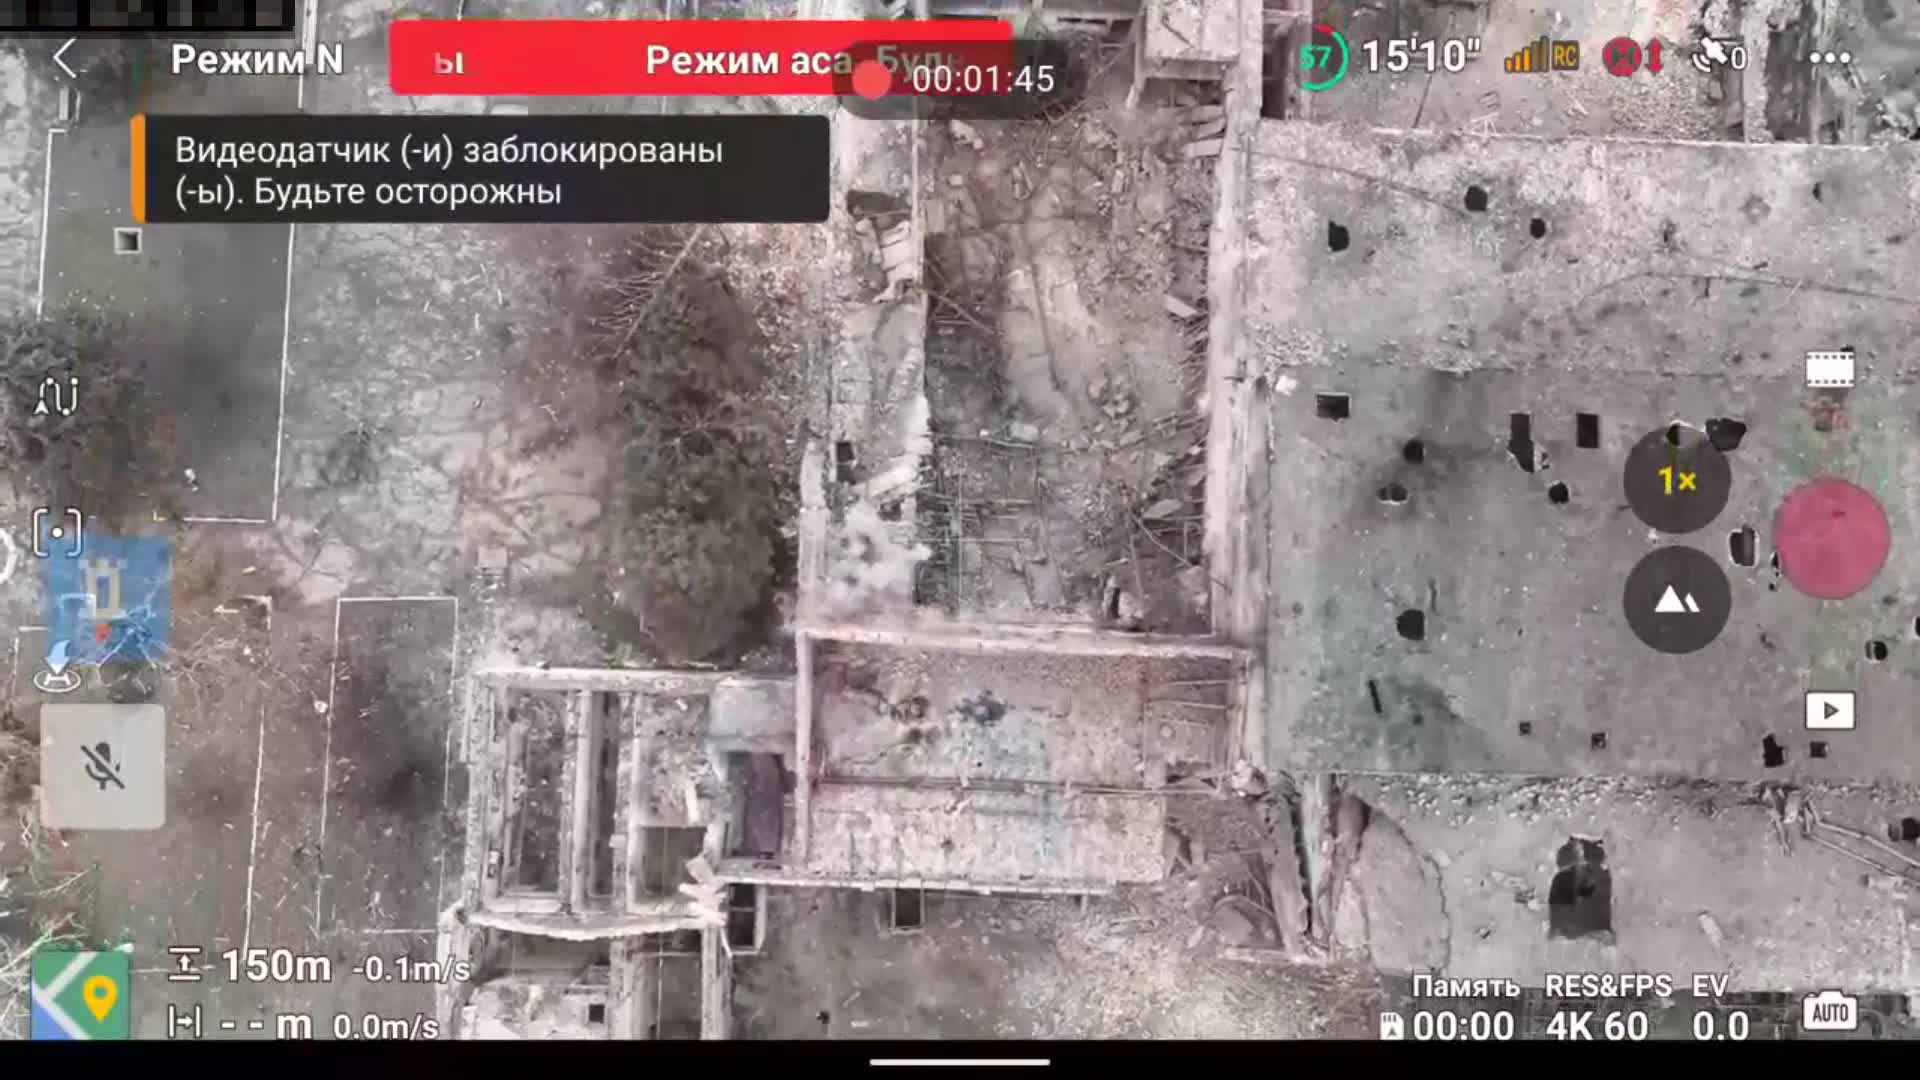 Режим N
ы Режим аса Будь
00:01:45
57
15'10"
RC
0
Видеодатчик (-и) заблокированы
(-ы). Будьте осторожны
1×
150m -0.1m/s
- - m 0.0m/s
Память RES&FPS EV
00:00 4K 60 0.0
AUTO